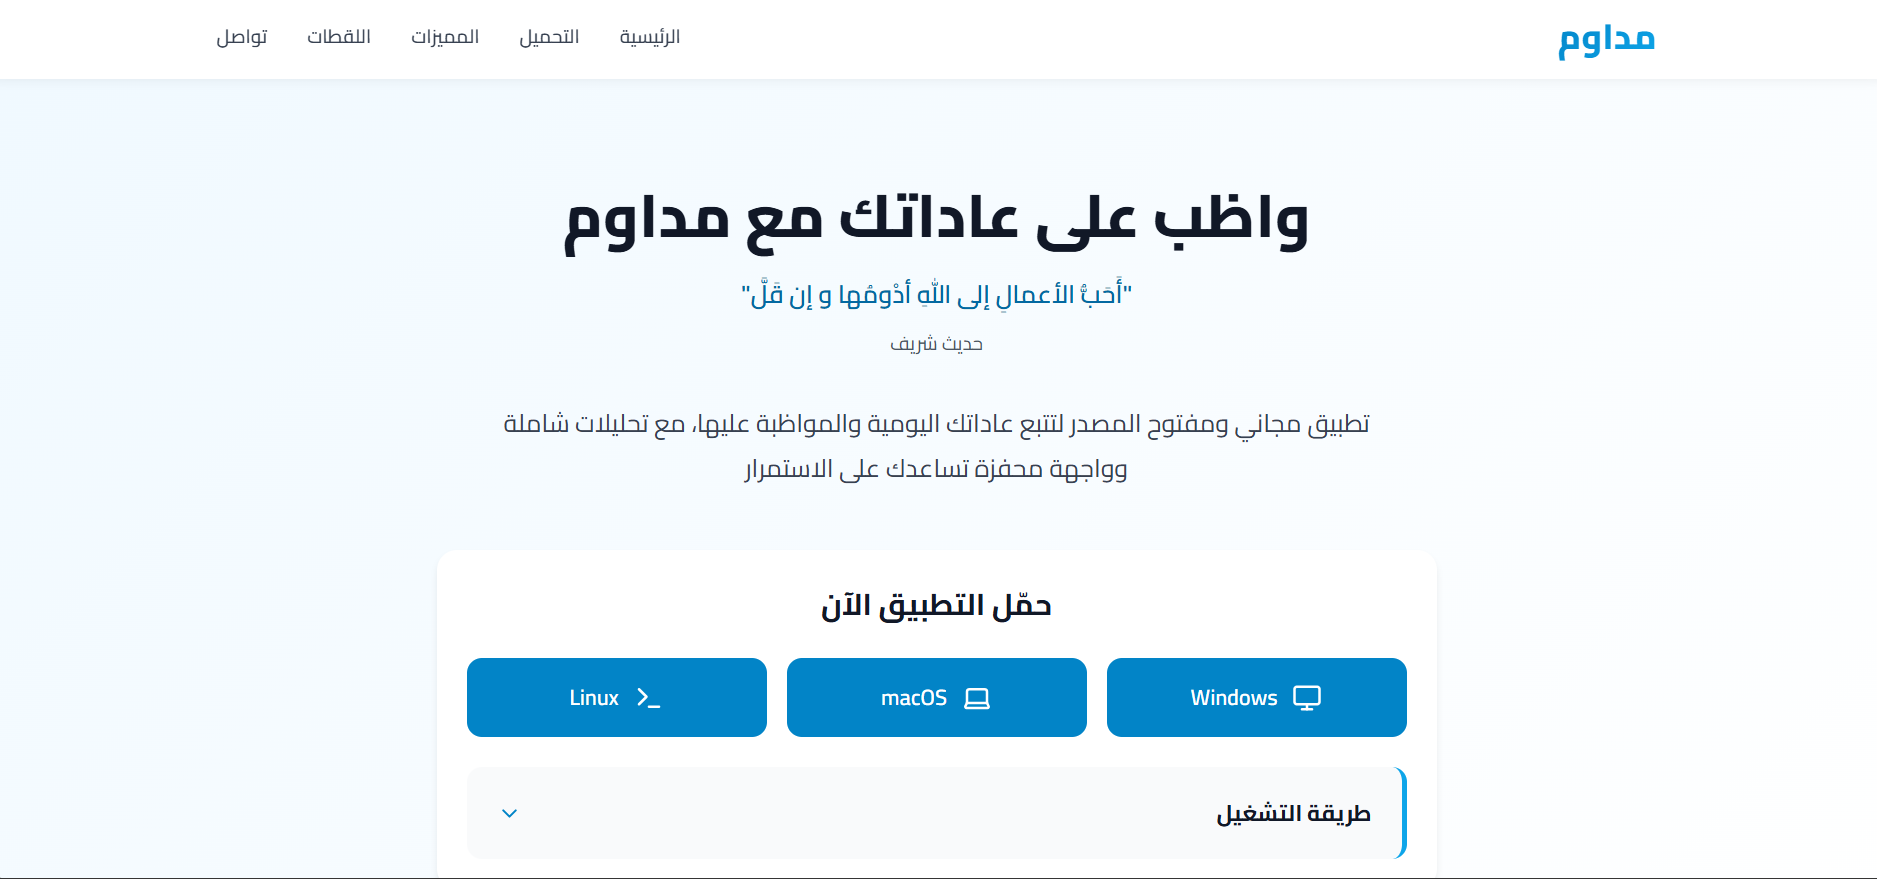 مداوم
الرئيسية
التحميل
المميزات
اللقطات
تواصل
واظب على عاداتك مع مداوم
"أَحَبُّ الأعمالِ إلى اللهِ أدْومُها و إن قَلَّ"
حديث شريف
تطبيق مجاني ومفتوح المصدر لتتبع عاداتك اليومية والمواظبة عليها، مع تحليلات شاملة
وواجهة محفزة تساعدك على الاستمرار
حمّل التطبيق الآن
Windows
macOS
Linux
طريقة التشغيل